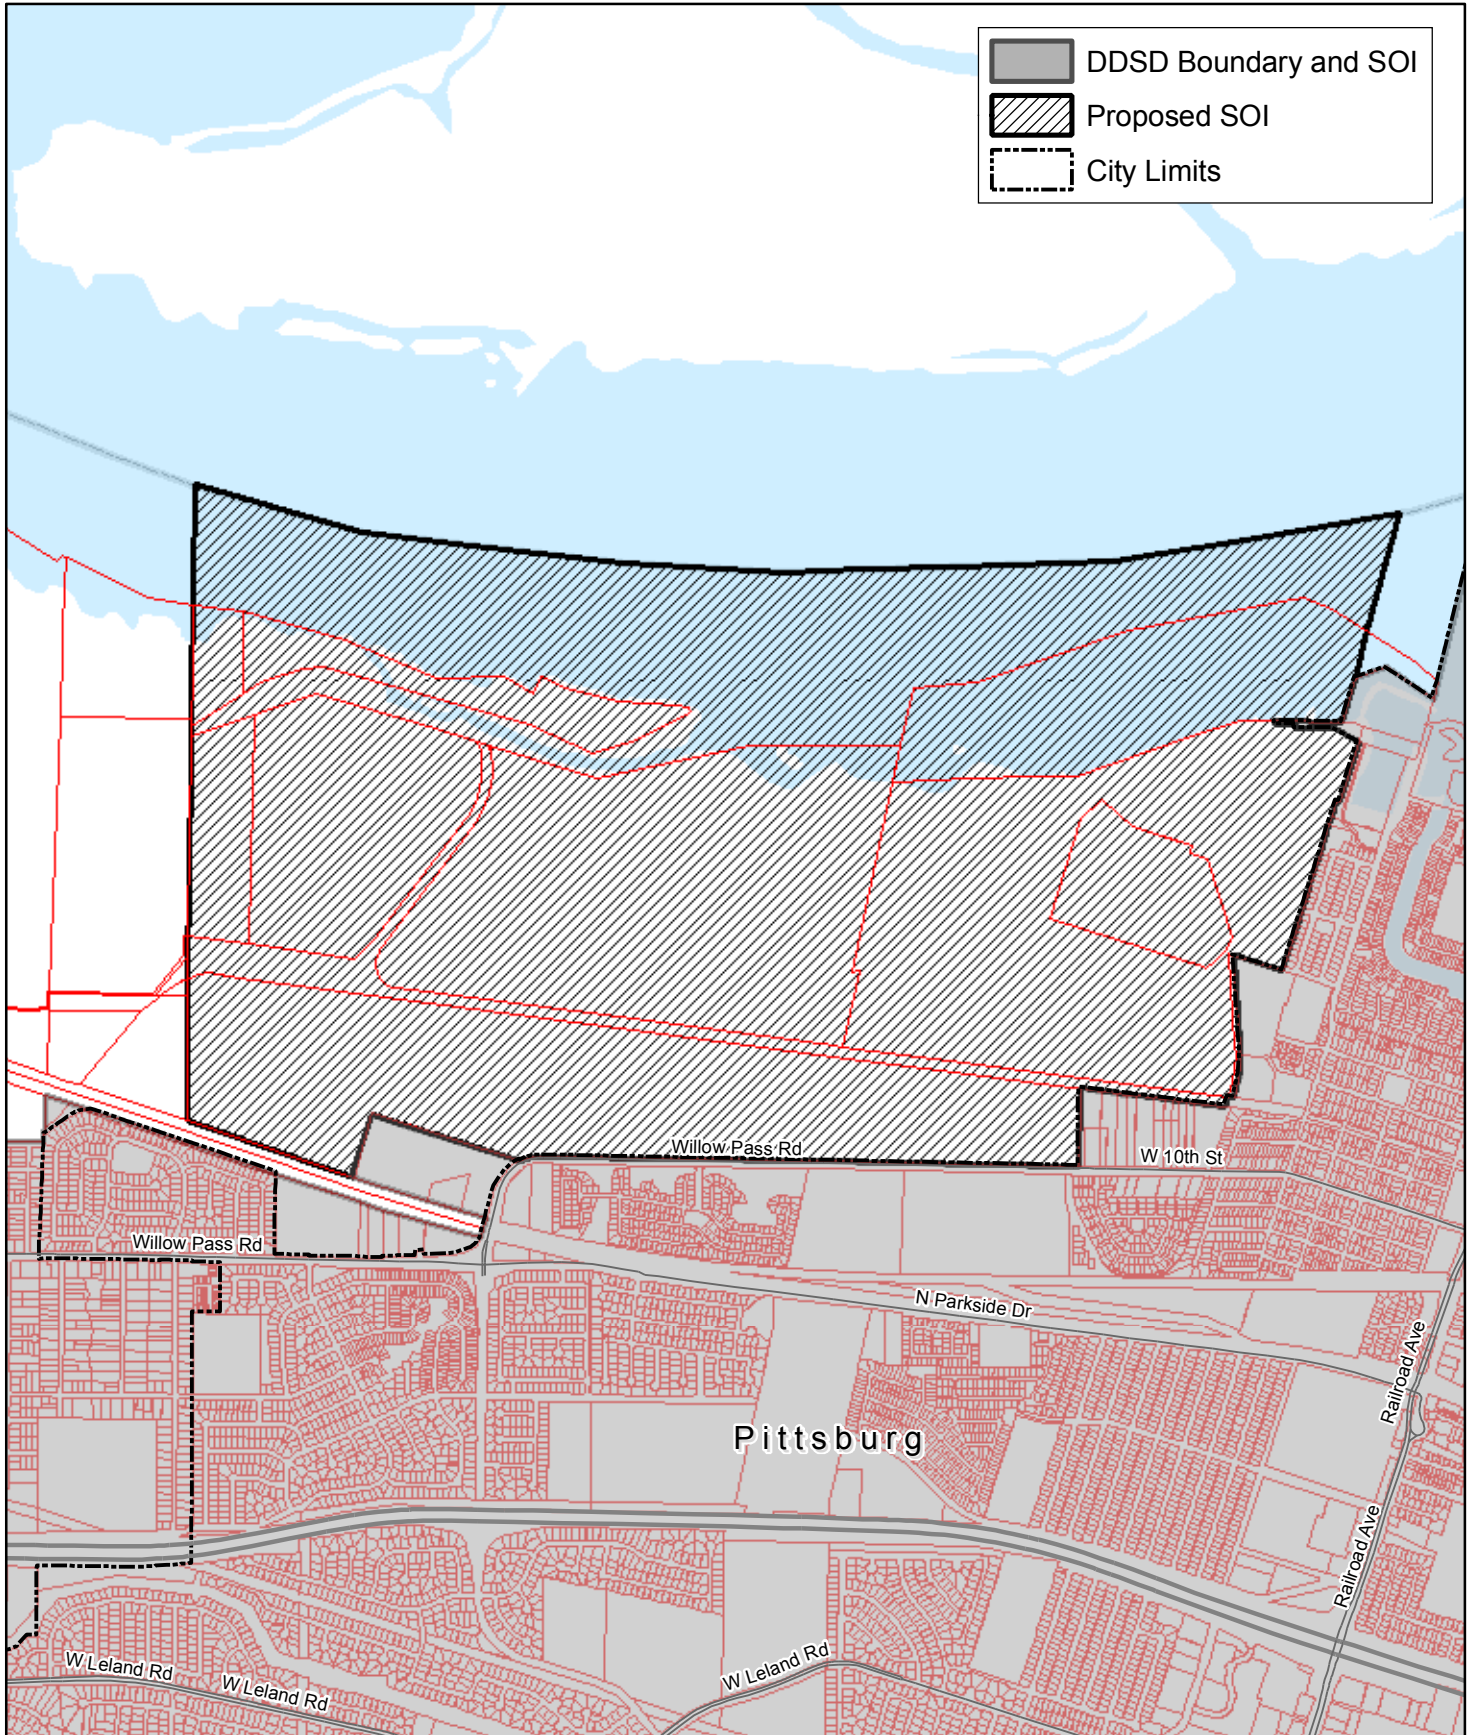 DDSD Boundary and SOI
Proposed SOI
City Limits
Willow Pass Rd
W 10th St
Willow Pass Rd
N Parkside Dr
Railroad Ave
Pittsburg
Railroad Ave
W Leland Rd
W Leland Rd
W Leland Rd